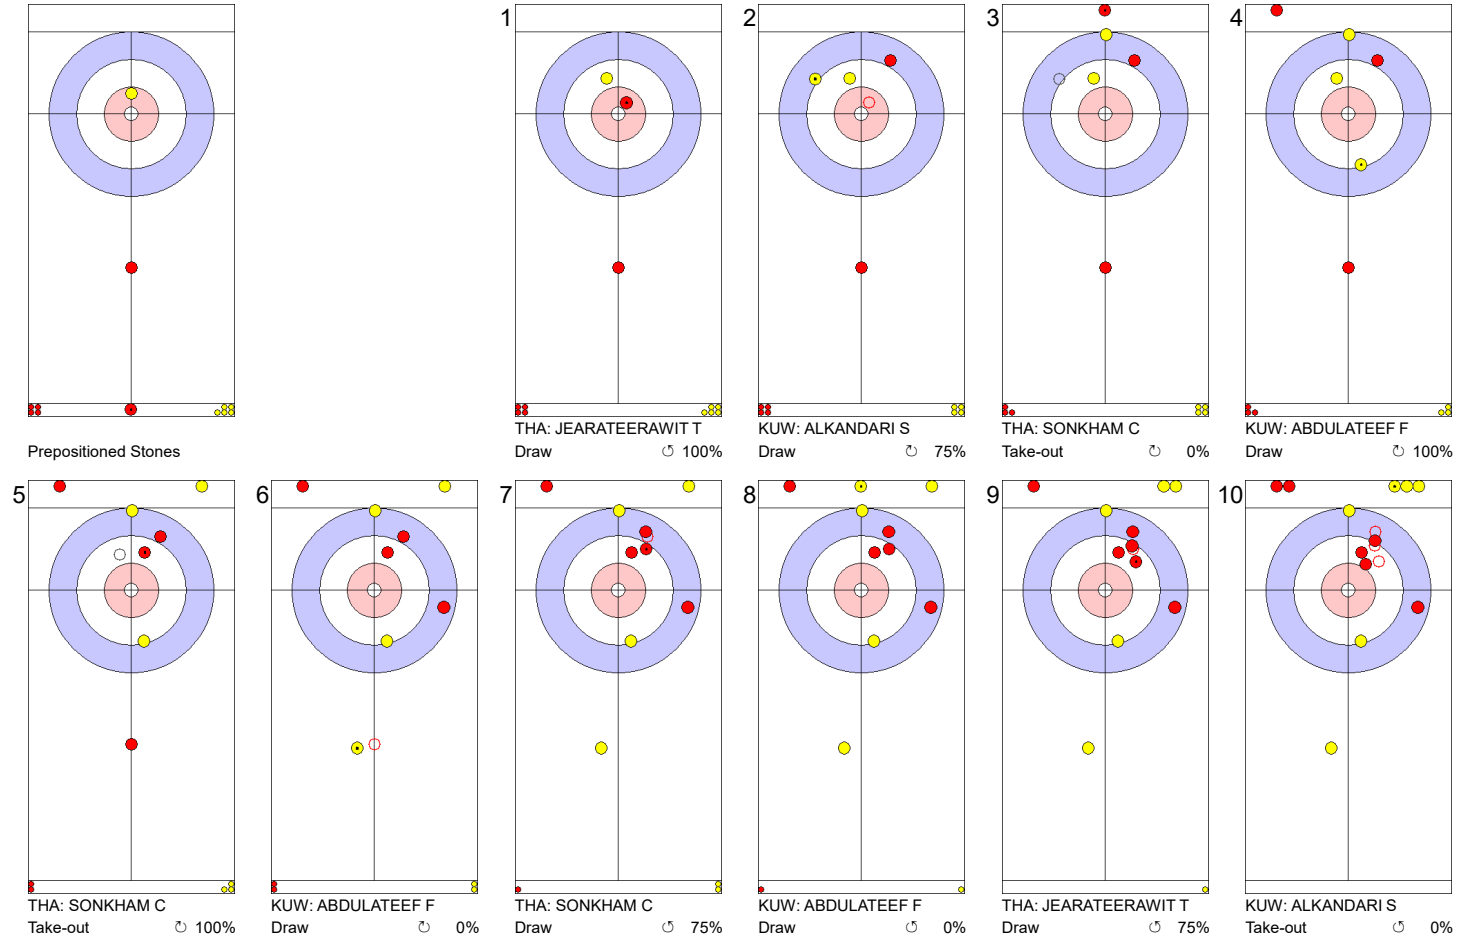 1
2
3
4
Prepositioned Stones
THA: JEARATEERAWIT T
Draw ↺ 100%
KUW: ALKANDARI S
Draw ↻ 75%
THA: SONKHAM C
Take-out ↻ 0%
KUW: ABDULATEEF F
Draw ↻ 100%
5
6
7
8
9
10
THA: SONKHAM C
Take-out ↻ 100%
KUW: ABDULATEEF F
Draw ↻ 0%
THA: SONKHAM C
Draw ↺ 75%
KUW: ABDULATEEF F
Draw ↺ 0%
THA: JEARATEERAWIT T
Draw ↺ 75%
KUW: ALKANDARI S
Take-out ↺ 0%